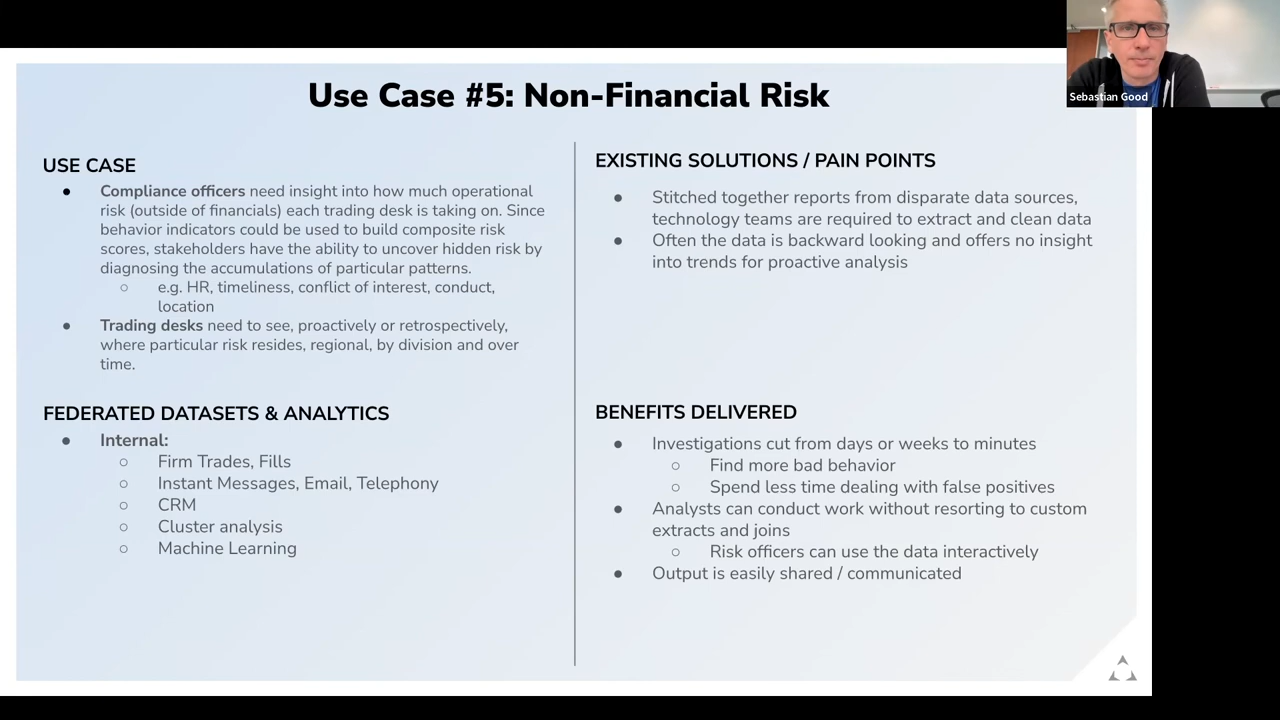 Use Case #5: Non-Financial Risk
Sebastian Good
USE CASE
● Compliance officers need insight into how much operational
risk (outside of financials) each trading desk is taking on. Since
behavior indicators could be used to build composite risk
scores, stakeholders have the ability to uncover hidden risk by
diagnosing the accumulations of particular patterns.
○ e.g. HR, timeliness, conflict of interest, conduct,
location
● Trading desks need to see, proactively or retrospectively,
where particular risk resides, regional, by division and over
time.
FEDERATED DATASETS & ANALYTICS
● Internal:
○ Firm Trades, Fills
○ Instant Messages, Email, Telephony
○ CRM
○ Cluster analysis
○ Machine Learning
EXISTING SOLUTIONS / PAIN POINTS
● Stitched together reports from disparate data sources,
technology teams are required to extract and clean data
● Often the data is backward looking and offers no insight
into trends for proactive analysis
BENEFITS DELIVERED
● Investigations cut from days or weeks to minutes
○ Find more bad behavior
○ Spend less time dealing with false positives
● Analysts can conduct work without resorting to custom
extracts and joins
○ Risk officers can use the data interactively
● Output is easily shared / communicated